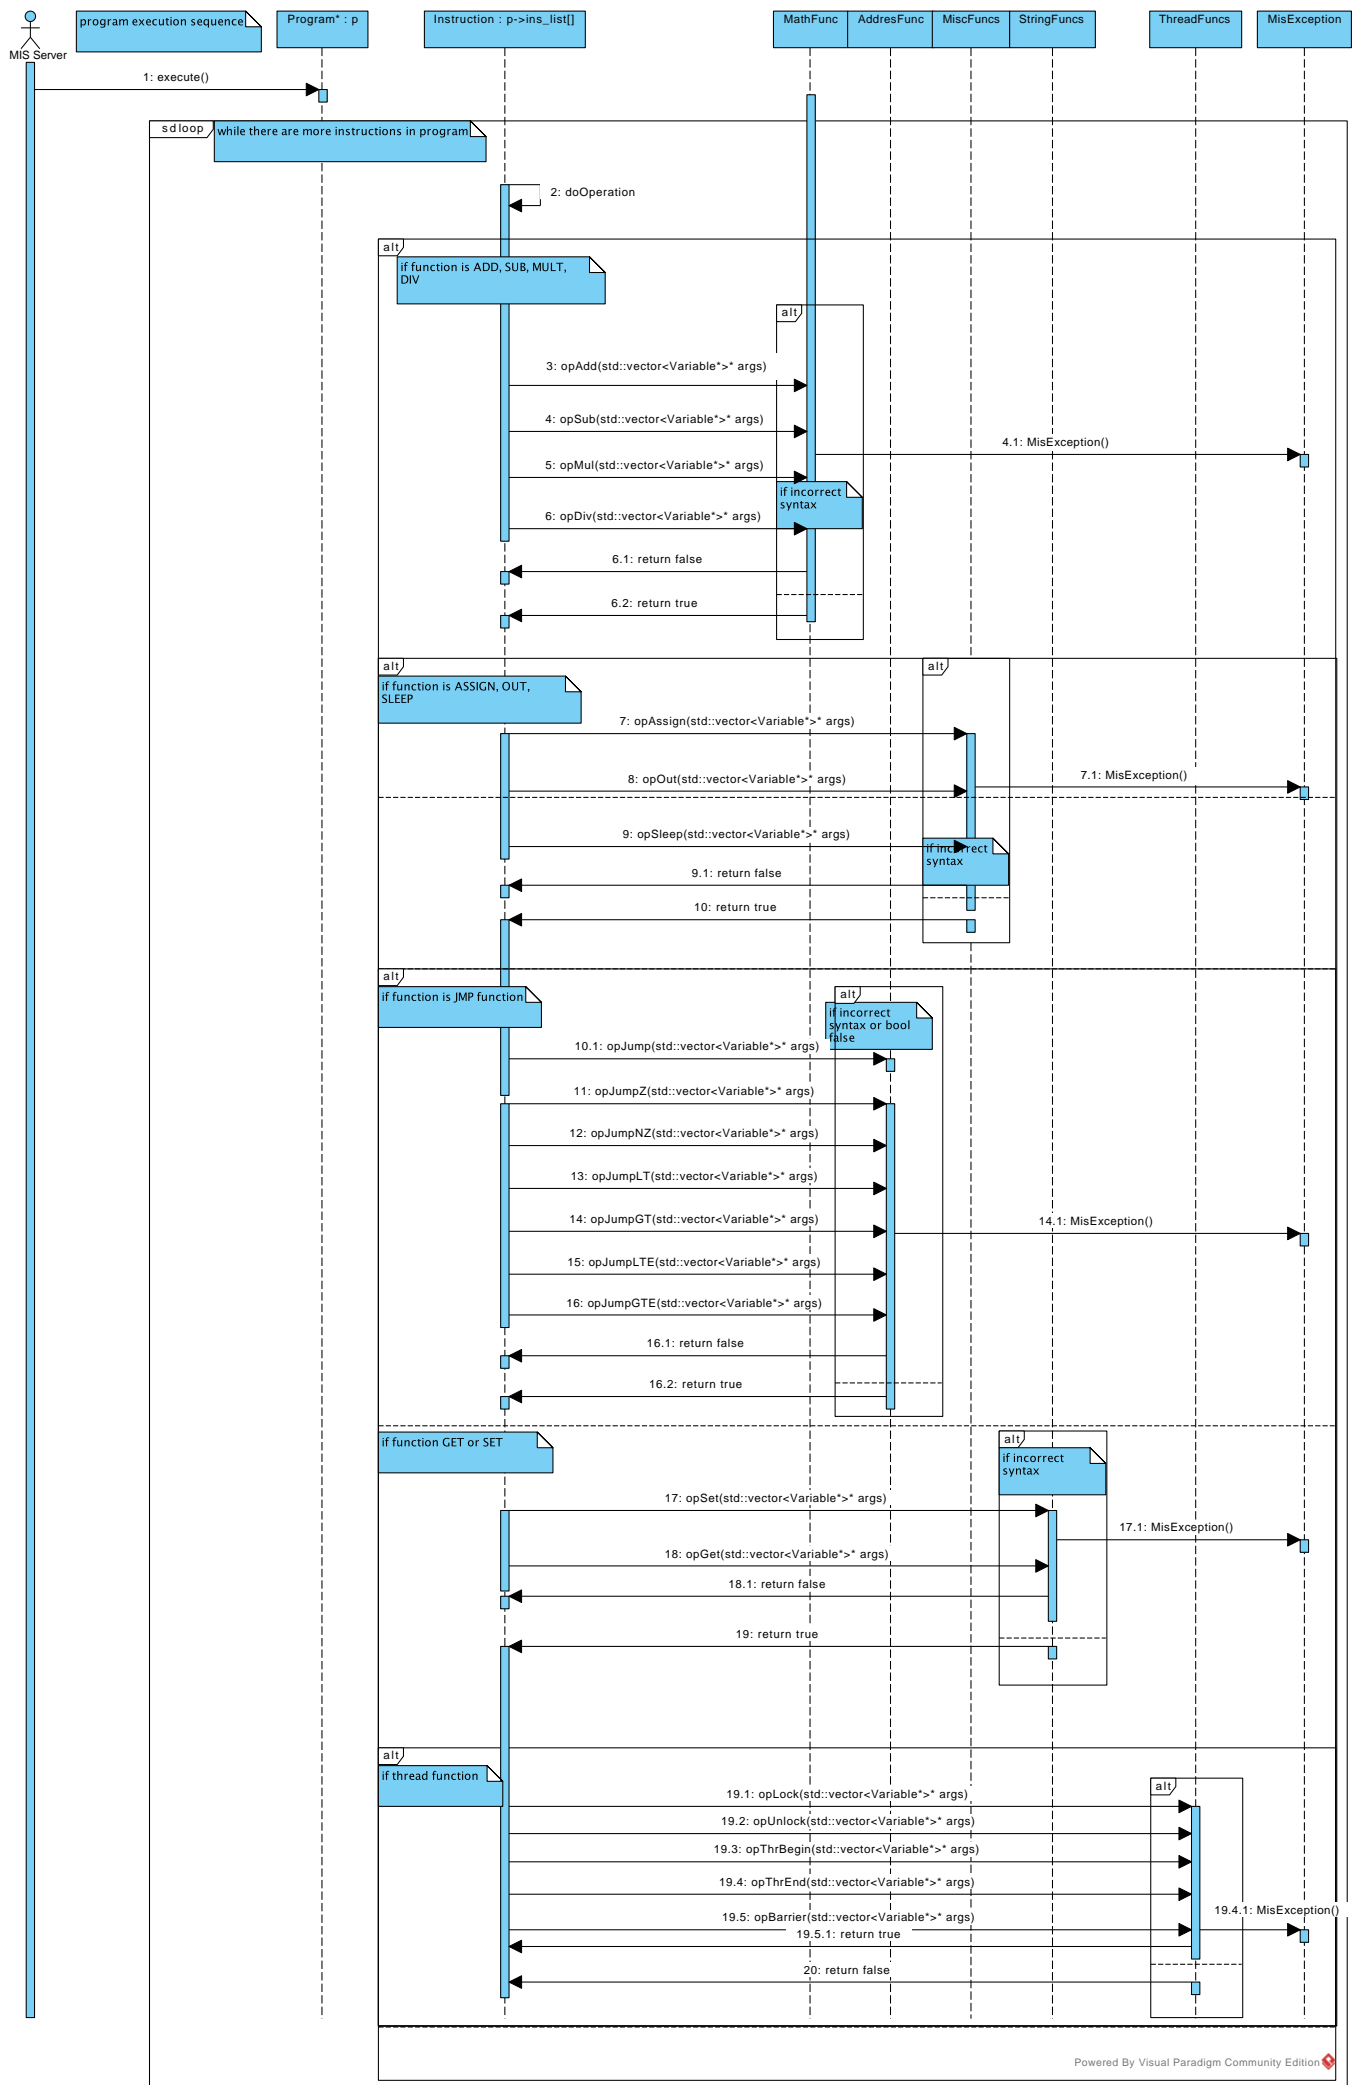 program execution sequence
Program* : p
Instruction : p->ins_list[]
MathFunc
AddresFunc
MiscFuncs
StringFuncs
ThreadFuncs
MisException
MIS Server
1: execute()
sd loop
while there are more instructions in program
2: doOperation
alt
if function is ADD, SUB, MULT,
DIV
alt
3: opAdd(std::vector<Variable*>* args)
4: opSub(std::vector<Variable*>* args)
4.1: MisException()
5: opMul(std::vector<Variable*>* args)
if incorrect
syntax
6: opDiv(std::vector<Variable*>* args)
6.1: return false
6.2: return true
alt
alt
if function is ASSIGN, OUT,
SLEEP
7: opAssign(std::vector<Variable*>* args)
7.1: MisException()
8: opOut(std::vector<Variable*>* args)
9: opSleep(std::vector<Variable*>* args)
if incorrect
syntax
9.1: return false
10: return true
alt
if function is JMP function
alt
if incorrect
syntax or bool
false
10.1: opJump(std::vector<Variable*>* args)
11: opJumpZ(std::vector<Variable*>* args)
12: opJumpNZ(std::vector<Variable*>* args)
13: opJumpLT(std::vector<Variable*>* args)
14: opJumpGT(std::vector<Variable*>* args)
14.1: MisException()
15: opJumpLTE(std::vector<Variable*>* args)
16: opJumpGTE(std::vector<Variable*>* args)
16.1: return false
16.2: return true
if function GET or SET
alt
if incorrect
syntax
17: opSet(std::vector<Variable*>* args)
17.1: MisException()
18: opGet(std::vector<Variable*>* args)
18.1: return false
19: return true
alt
if thread function
alt
19.1: opLock(std::vector<Variable*>* args)
19.2: opUnlock(std::vector<Variable*>* args)
19.3: opThrBegin(std::vector<Variable*>* args)
19.4: opThrEnd(std::vector<Variable*>* args)
19.4.1: MisException()
19.5: opBarrier(std::vector<Variable*>* args)
19.5.1: return true
20: return false
Powered By Visual Paradigm Community Edition